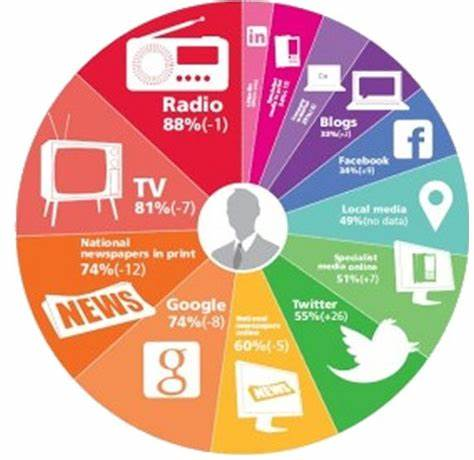 Radio
88%(-1)
TV
81%(-7)
National
newspapers in print
74%(-12)
NEWS
Google
74%(-8)
g
National
newspapers
online
60%(-5)
NEWS
Twitter
55%(+26)
Specialist
media online
51%(+7)
Local media
49%(no data)
Facebook
34%(+9)
f
Blogs
in